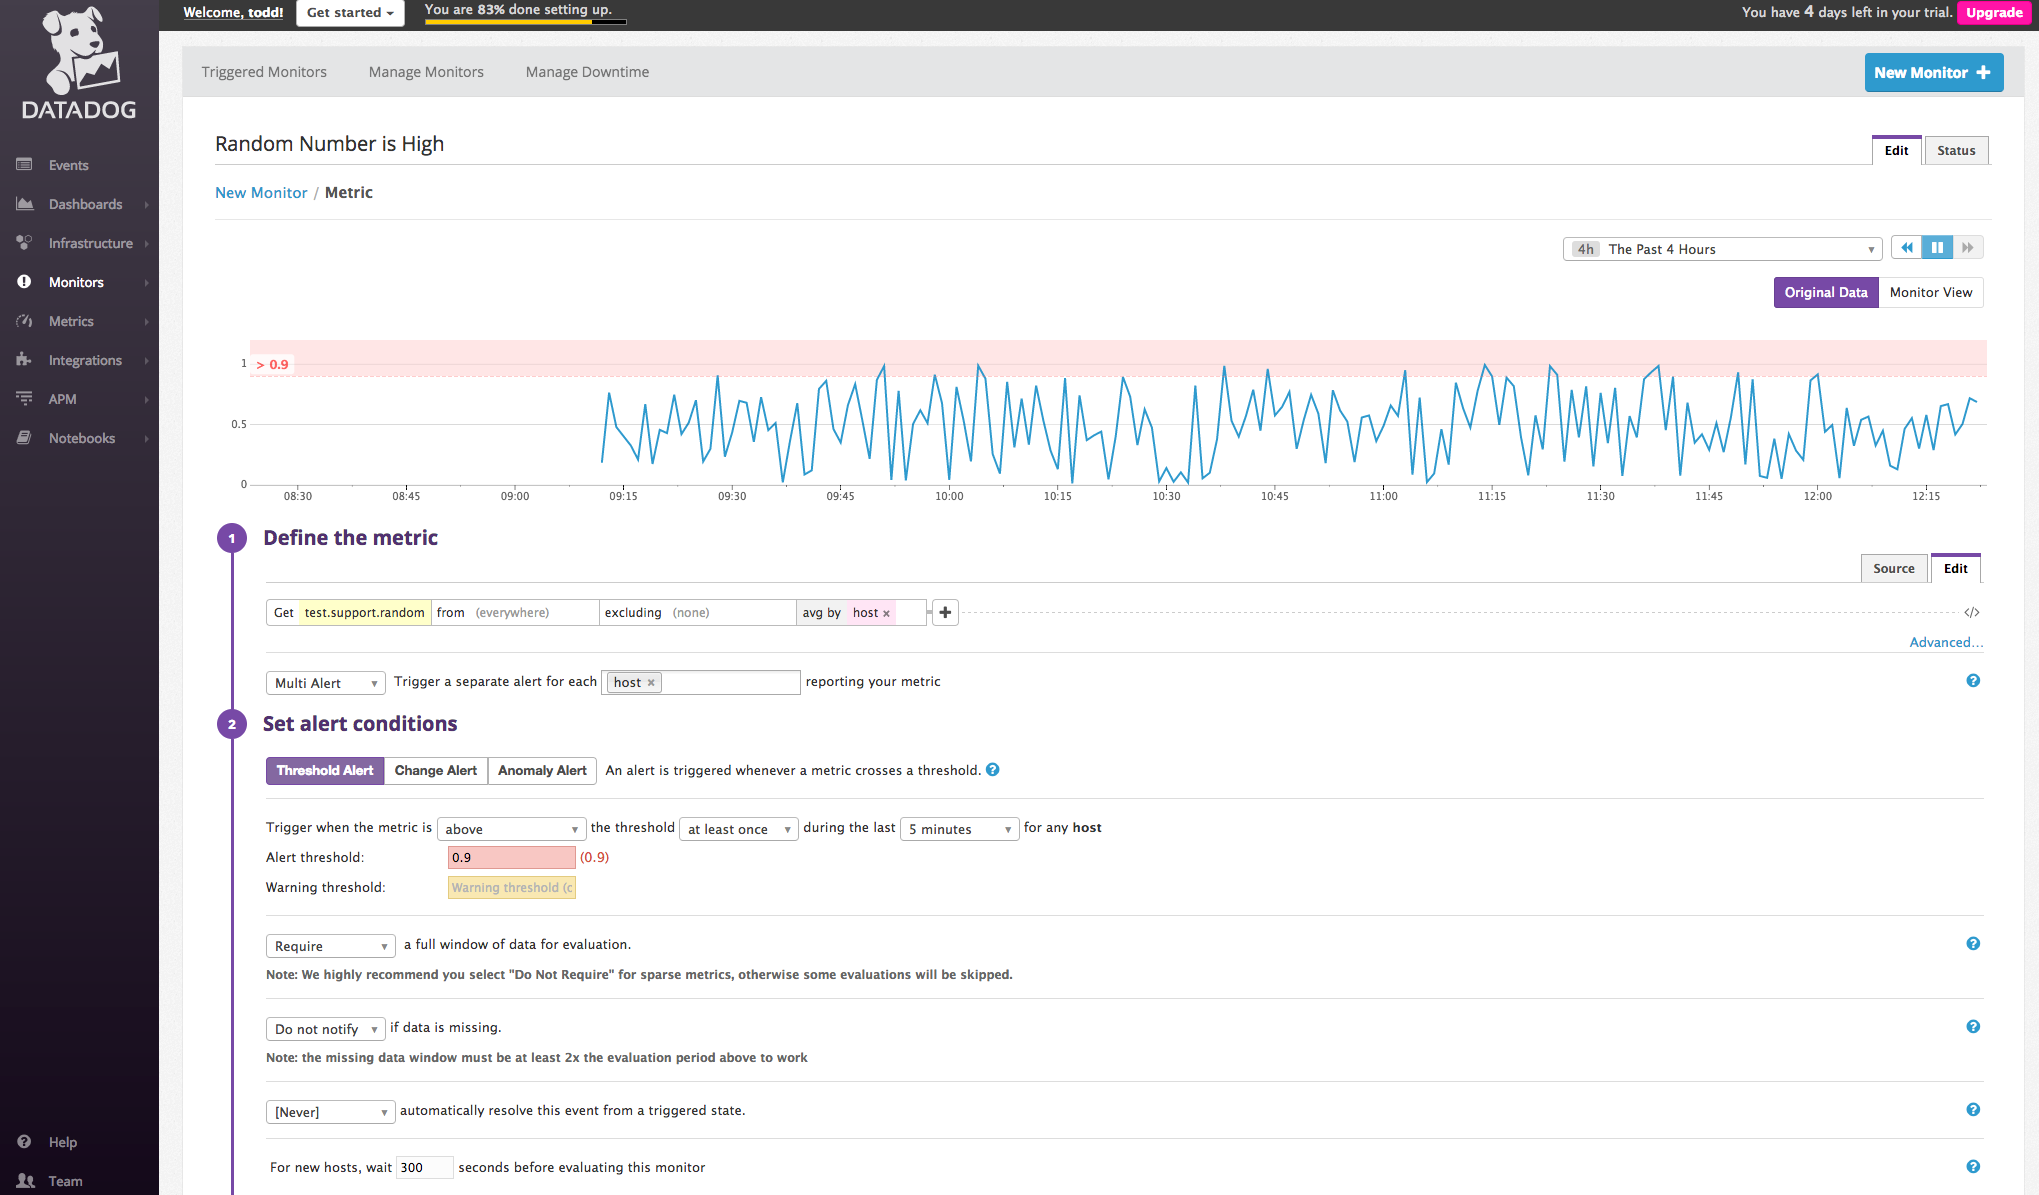 Welcome, todd!
Get started
You are 83% done setting up.
You have 4 days left in your trial.
Upgrade
DATADOG
Events
Dashboards
Infrastructure
Monitors
Metrics
Integrations
APM
Notebooks
Help
Team
Triggered Monitors
Manage Monitors
Manage Downtime
New Monitor +
Random Number is High
Edit
Status
New Monitor / Metric
4h The Past 4 Hours
Original Data
Monitor View
1
> 0.9
0.5
0
08:30 08:45 09:00 09:15 09:30 09:45 10:00 10:15 10:30 10:45 11:00 11:15 11:30 11:45 12:00 12:15
1 Define the metric
Source
Edit
Get test.support.random from (everywhere) excluding (none) avg by host × + </>
Advanced...
Multi Alert Trigger a separate alert for each host × reporting your metric ?
2 Set alert conditions
Threshold Alert Change Alert Anomaly Alert An alert is triggered whenever a metric crosses a threshold. ?
Trigger when the metric is above the threshold at least once during the last 5 minutes for any host
Alert threshold: 0.9 (0.9)
Warning threshold: Warning threshold (c
Require a full window of data for evaluation. ?
Note: We highly recommend you select "Do Not Require" for sparse metrics, otherwise some evaluations will be skipped.
Do not notify if data is missing. ?
Note: the missing data window must be at least 2x the evaluation period above to work
[Never] automatically resolve this event from a triggered state. ?
For new hosts, wait 300 seconds before evaluating this monitor ?